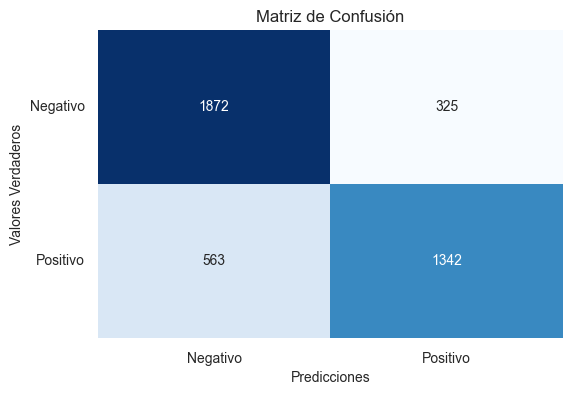 Matriz de Confusión
Valores Verdaderos
Negativo
1872
325
Positivo
563
1342
Negativo
Positivo
Predicciones